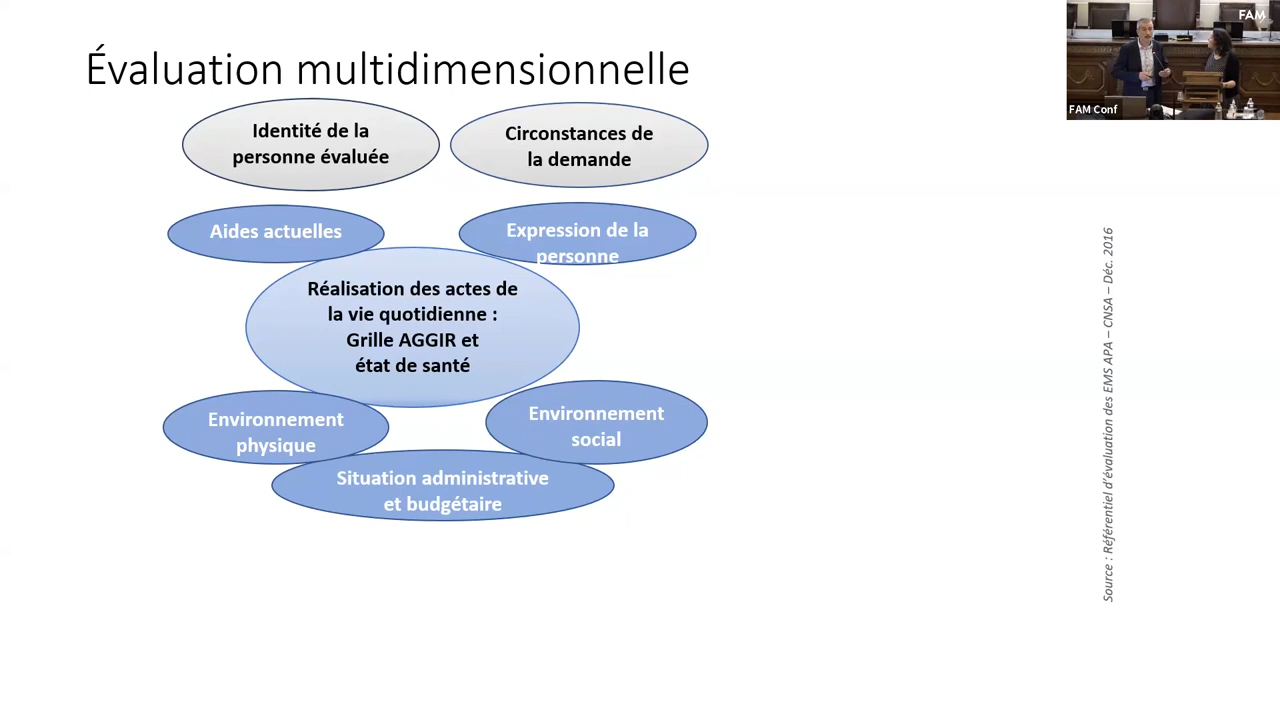 Évaluation multidimensionnelle
FAM
FAM Conf
Identité de la
personne évaluée
Circonstances de
la demande
Aides actuelles
Expression de la
personne
Réalisation des actes de
la vie quotidienne :
Grille AGGIR et
état de santé
Environnement
physique
Environnement
social
Situation administrative
et budgétaire
Source : Référentiel d'évaluation des EMS APA – CNSA – Déc. 2016